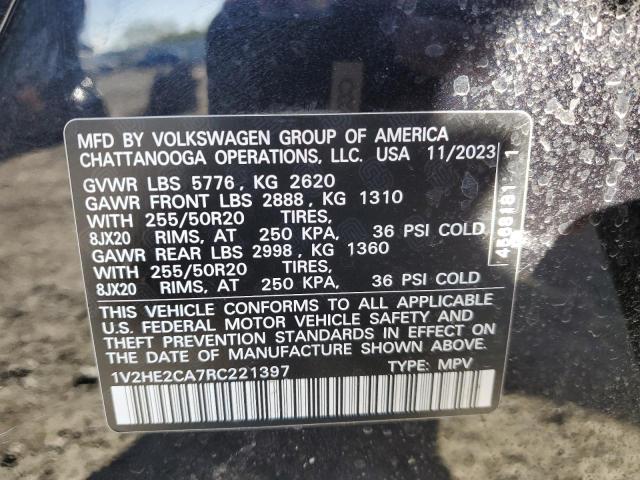 MFD BY VOLKSWAGEN GROUP OF AMERICA
CHATTANOOGA OPERATIONS, LLC. USA 11/2023
GVWR LBS 5776, KG 2620
GAWR FRONT LBS 2888, KG 1310
WITH 255/50R20 TIRES,
8JX20 RIMS, AT 250 KPA, 36 PSI COLD
GAWR REAR LBS 2998, KG 1360
WITH 255/50R20 TIRES,
8JX20 RIMS, AT 250 KPA, 36 PSI COLD
THIS VEHICLE CONFORMS TO ALL APPLICABLE
U.S. FEDERAL MOTOR VEHICLE SAFETY AND
THEFT PREVENTION STANDARDS IN EFFECT ON
THE DATE OF MANUFACTURE SHOWN ABOVE.
1V2HE2CA7RC221397 TYPE: MPV